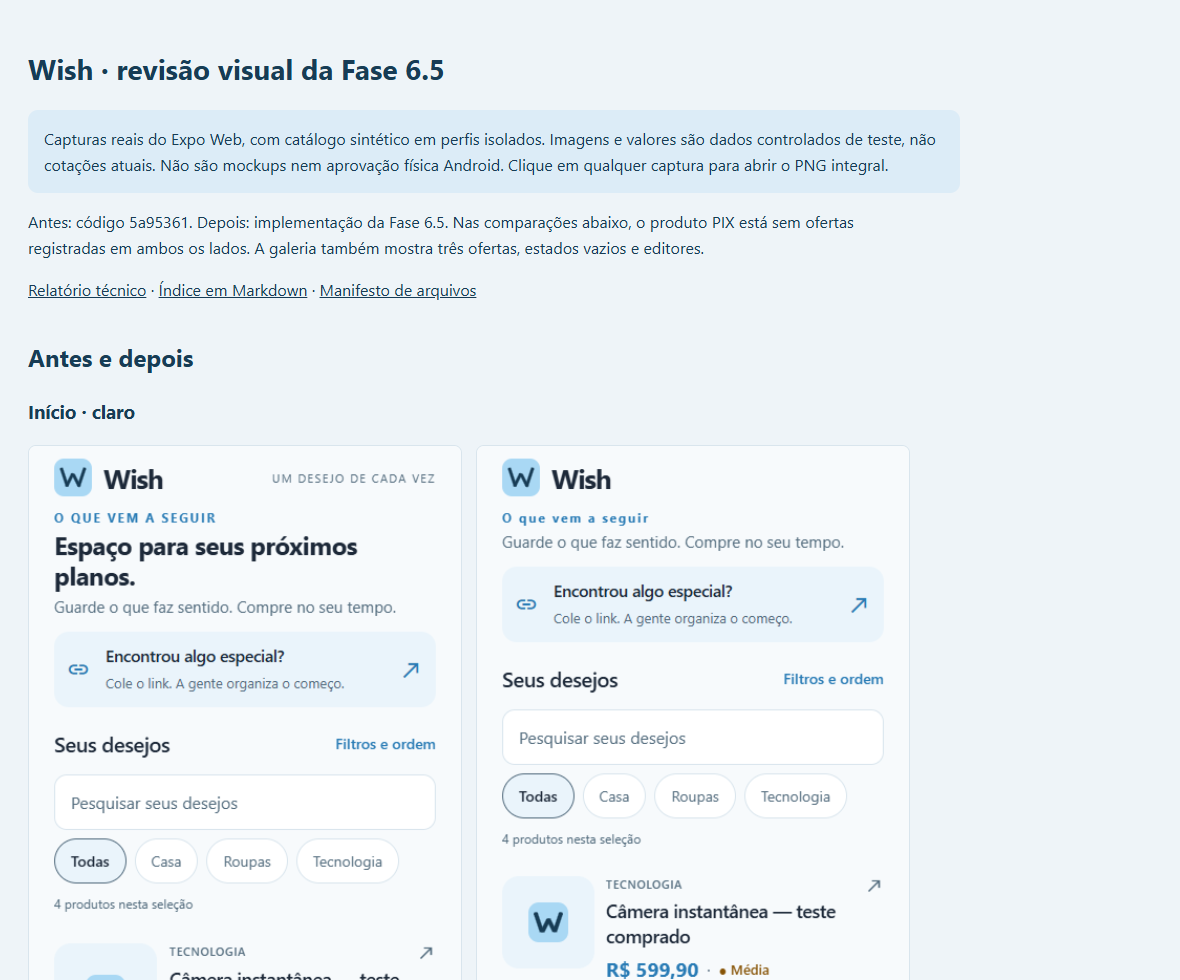 Wish · revisão visual da Fase 6.5
Capturas reais do Expo Web, com catálogo sintético em perfis isolados. Imagens e valores são dados controlados de teste, não
cotações atuais. Não são mockups nem aprovação física Android. Clique em qualquer captura para abrir o PNG integral.
Antes: código 5a95361. Depois: implementação da Fase 6.5. Nas comparações abaixo, o produto PIX está sem ofertas
registradas em ambos os lados. A galeria também mostra três ofertas, estados vazios e editores.
Relatório técnico · Índice em Markdown · Manifesto de arquivos
Antes e depois
Início · claro
W Wish
UM DESEJO DE CADA VEZ
O QUE VEM A SEGUIR
Espaço para seus próximos
planos.
Guarde o que faz sentido. Compre no seu tempo.
Encontrou algo especial?
Cole o link. A gente organiza o começo.
Seus desejos
Filtros e ordem
Pesquisar seus desejos
Todas
Casa
Roupas
Tecnologia
4 produtos nesta seleção
TECNOLOGIA
Câmera instantânea — teste
W Wish
O que vem a seguir
Guarde o que faz sentido. Compre no seu tempo.
Encontrou algo especial?
Cole o link. A gente organiza o começo.
Seus desejos
Filtros e ordem
Pesquisar seus desejos
Todas
Casa
Roupas
Tecnologia
4 produtos nesta seleção
W
TECNOLOGIA
Câmera instantânea — teste
comprado
R$ 599,90 · ● Média